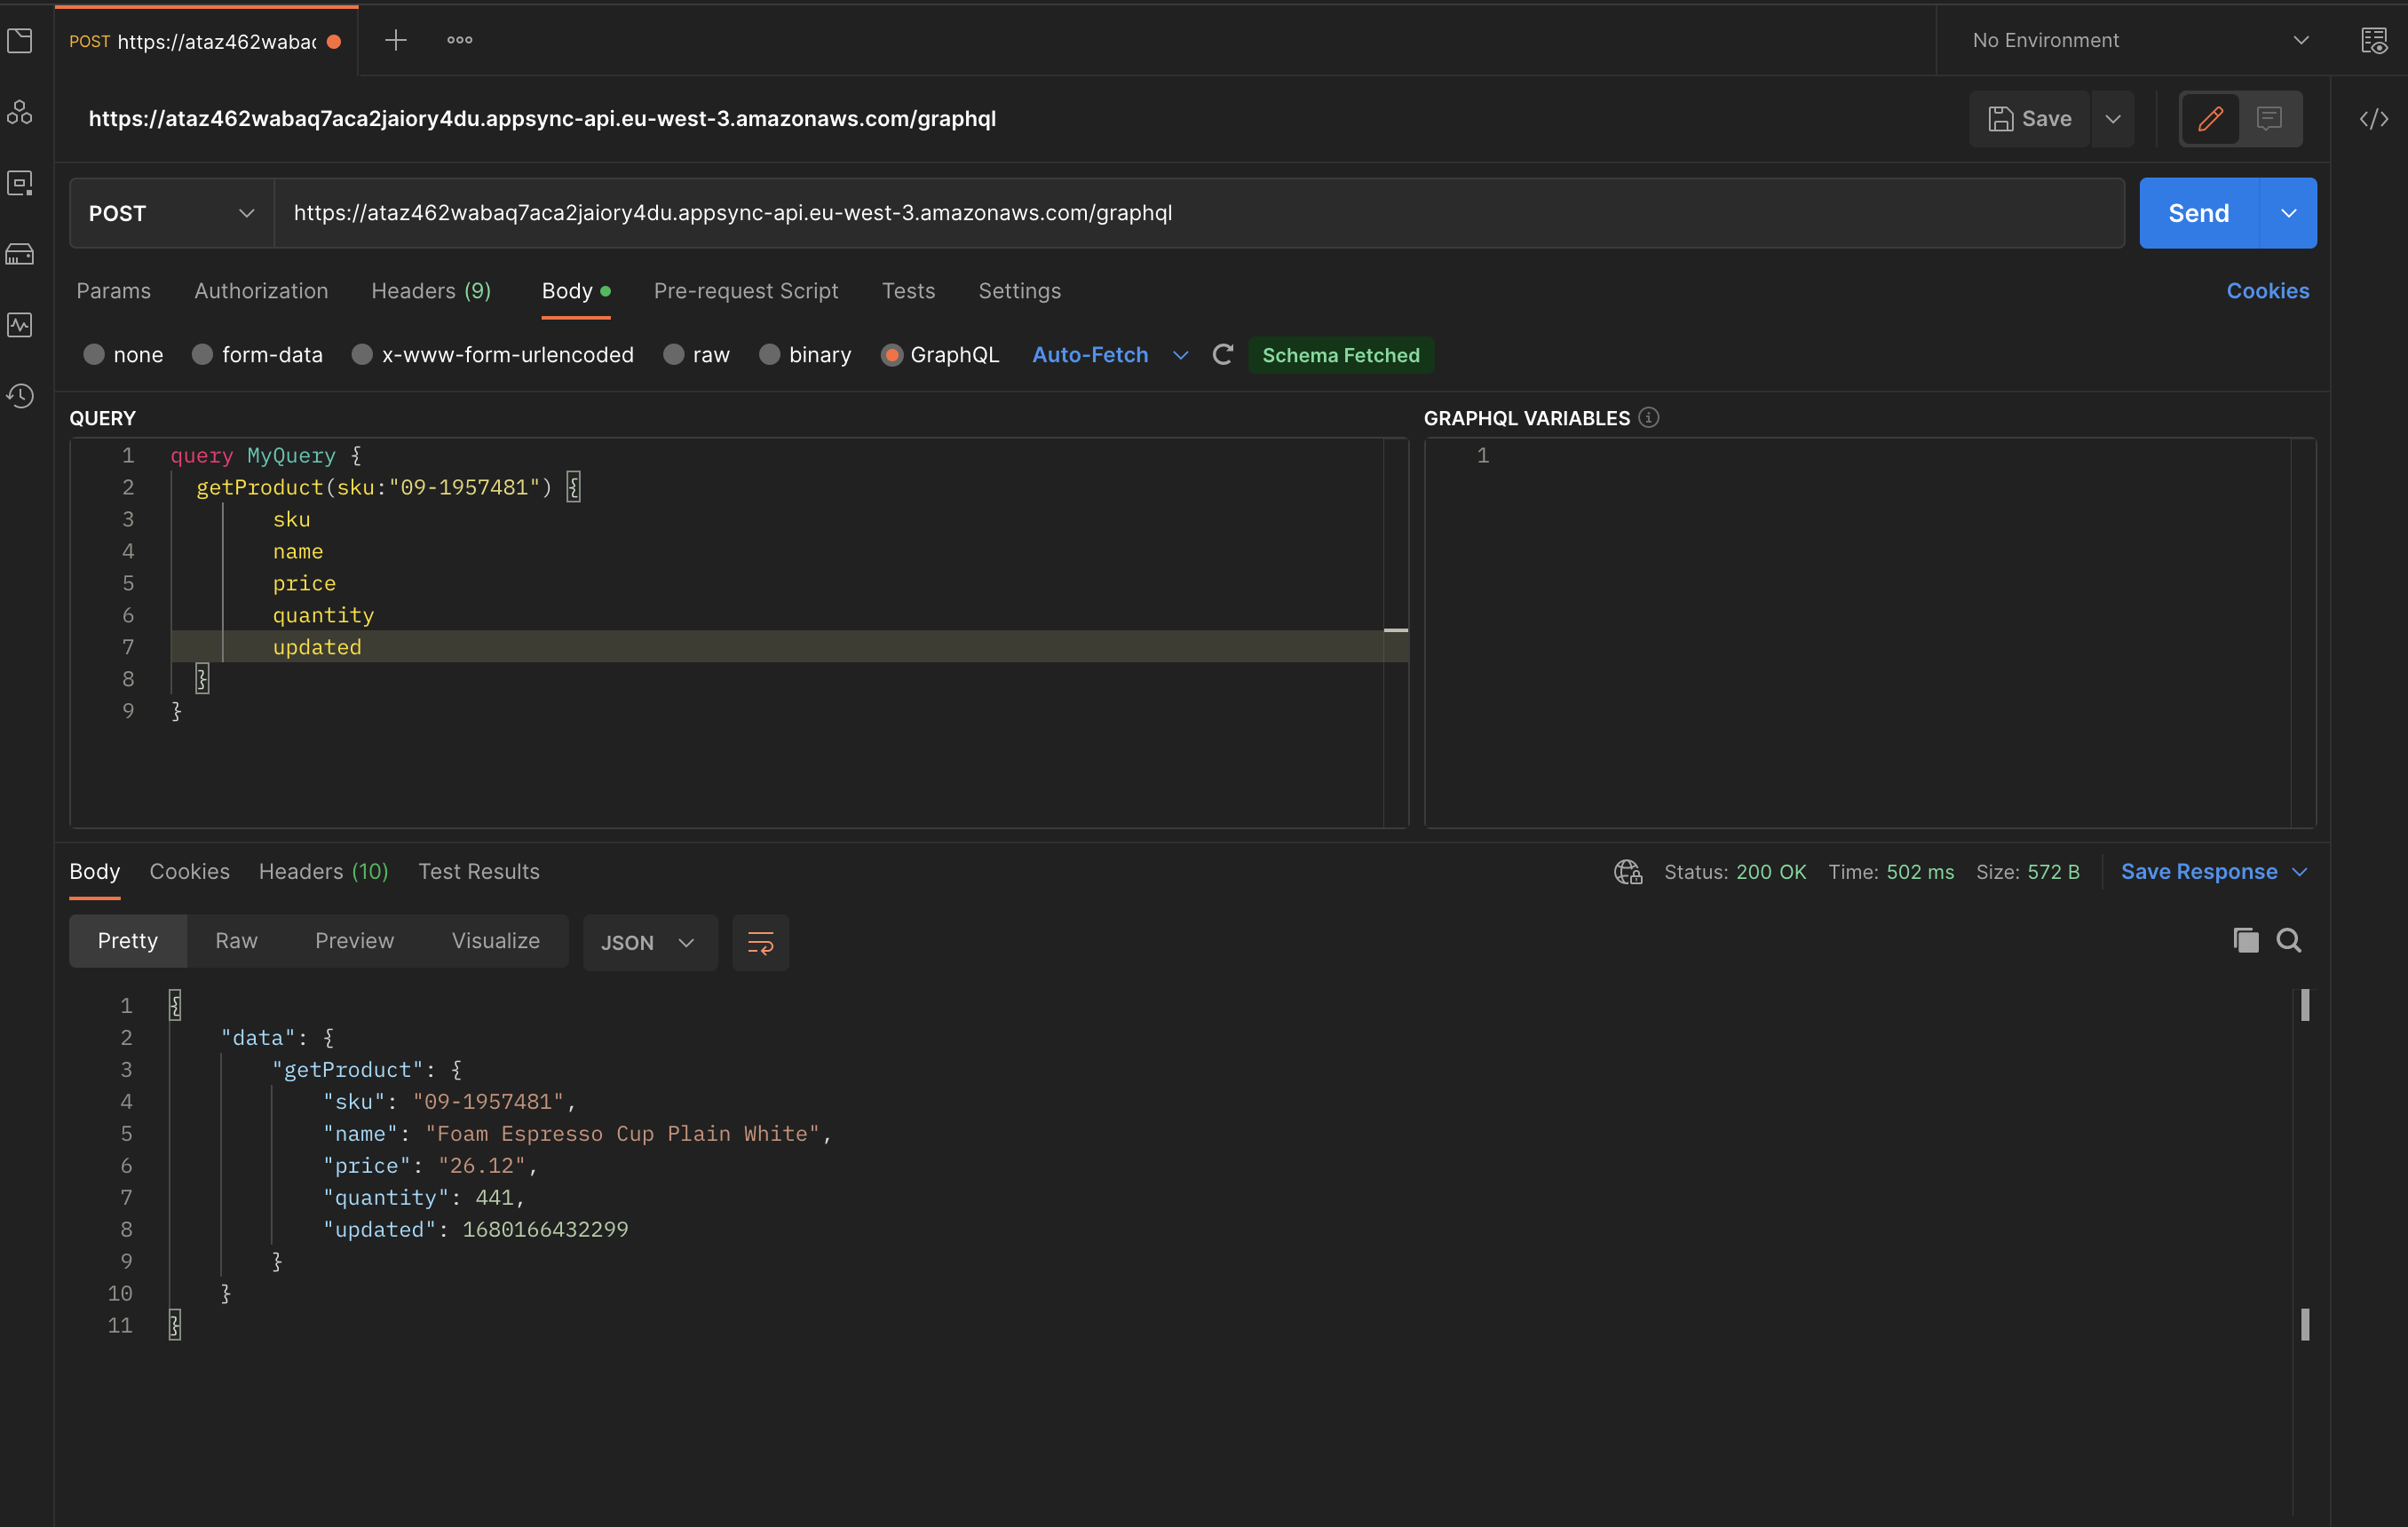 POST https://ataz462wabac
No Environment
https://ataz462wabaq7aca2jaiory4du.appsync-api.eu-west-3.amazonaws.com/graphql
Save
POST
https://ataz462wabaq7aca2jaiory4du.appsync-api.eu-west-3.amazonaws.com/graphql
Send
Params Authorization Headers (9) Body Pre-request Script Tests Settings Cookies
none form-data x-www-form-urlencoded raw binary GraphQL Auto-Fetch Schema Fetched
QUERY
1 query MyQuery {
2 getProduct(sku:"09-1957481") {
3 sku
4 name
5 price
6 quantity
7 updated
8 }
9 }
GRAPHQL VARIABLES
1
Body Cookies Headers (10) Test Results Status: 200 OK Time: 502 ms Size: 572 B Save Response
Pretty Raw Preview Visualize JSON
1 {
2 "data": {
3 "getProduct": {
4 "sku": "09-1957481",
5 "name": "Foam Espresso Cup Plain White",
6 "price": "26.12",
7 "quantity": 441,
8 "updated": 1680166432299
9 }
10 }
11 }